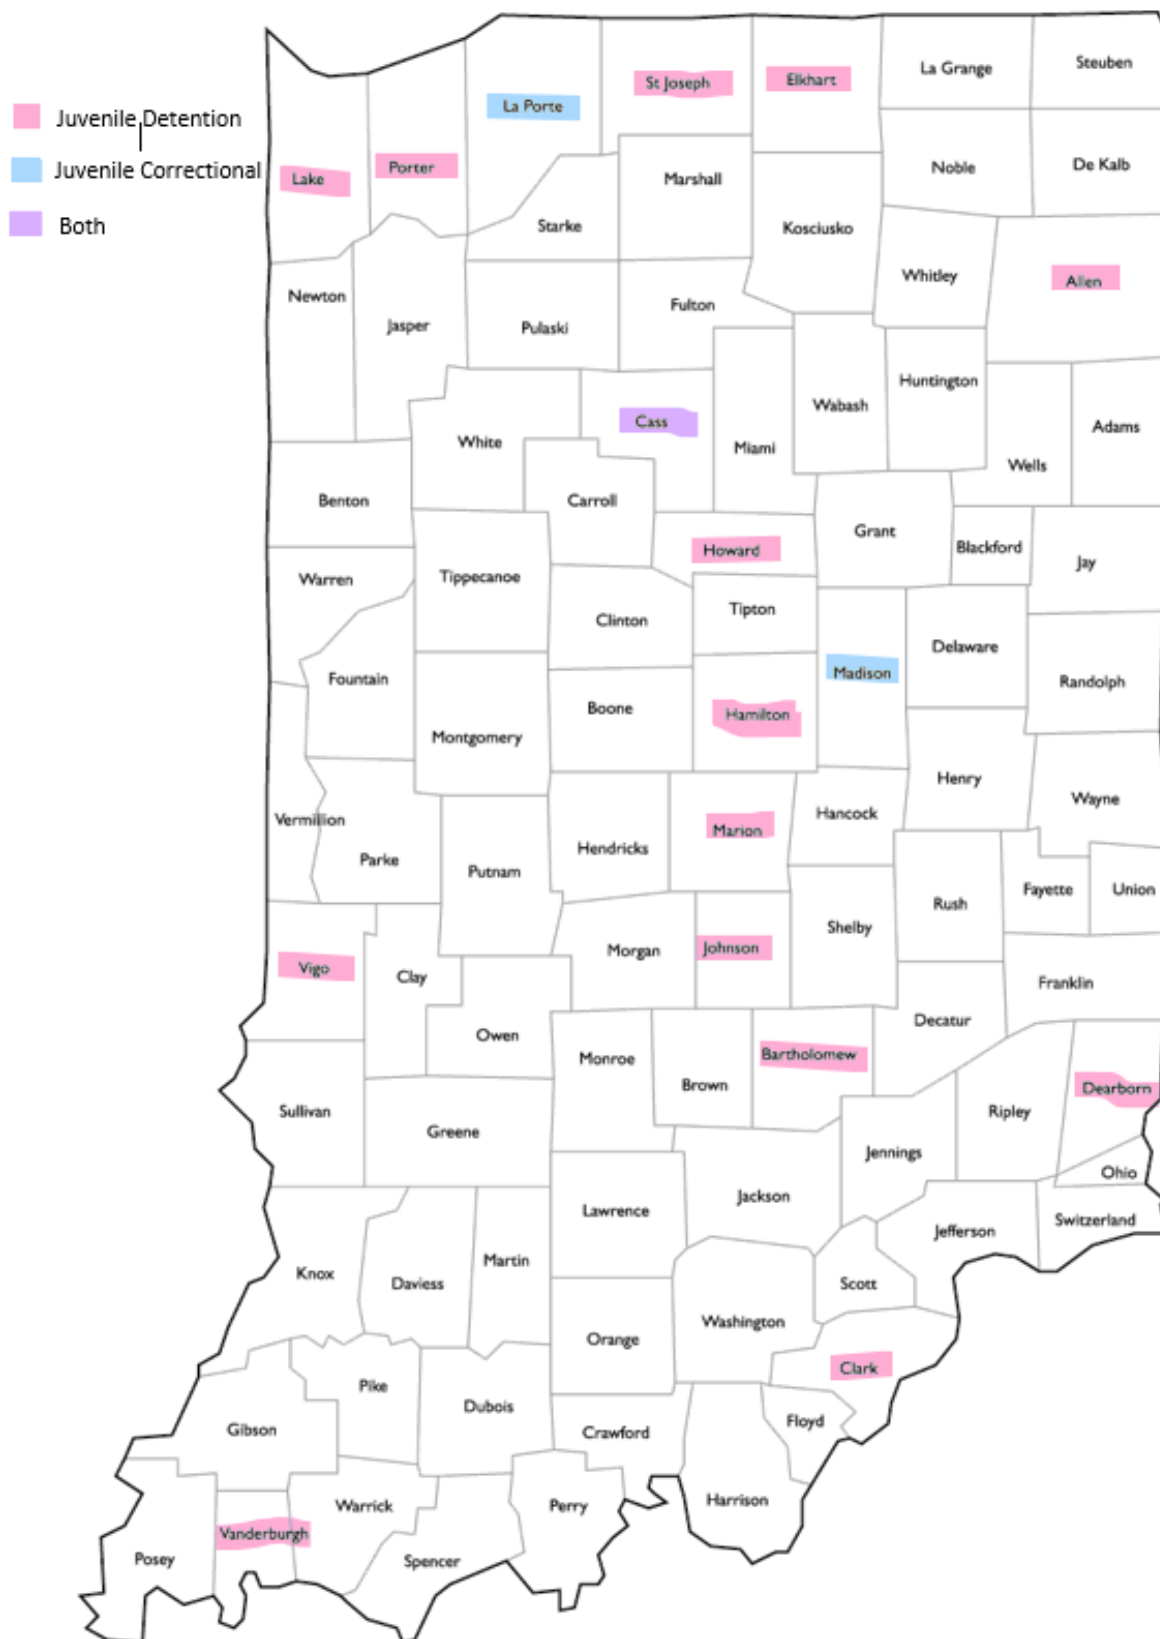 Juvenile Detention
Juvenile Correctional
Both
La Porte
St Joseph
Elkhart
La Grange
Steuben
Lake
Porter
Starke
Marshall
Kosciusko
Noble
De Kalb
Newton
Jasper
Pulaski
Fulton
Whitley
Allen
White
Cass
Miami
Wabash
Huntington
Wells
Adams
Benton
Carroll
Howard
Grant
Blackford
Jay
Warren
Tippecanoe
Clinton
Tipton
Madison
Delaware
Randolph
Fountain
Montgomery
Boone
Hamilton
Henry
Wayne
Vermillion
Parke
Putnam
Hendricks
Marion
Hancock
Shelby
Rush
Fayette
Union
Vigo
Clay
Owen
Morgan
Johnson
Decatur
Franklin
Sullivan
Greene
Monroe
Brown
Bartholomew
Jennings
Ripley
Dearborn
Ohio
Knox
Daviess
Martin
Lawrence
Jackson
Scott
Jefferson
Switzerland
Gibson
Pike
Dubois
Orange
Washington
Clark
Crawford
Floyd
Posey
Vanderburgh
Warrick
Spencer
Perry
Harrison